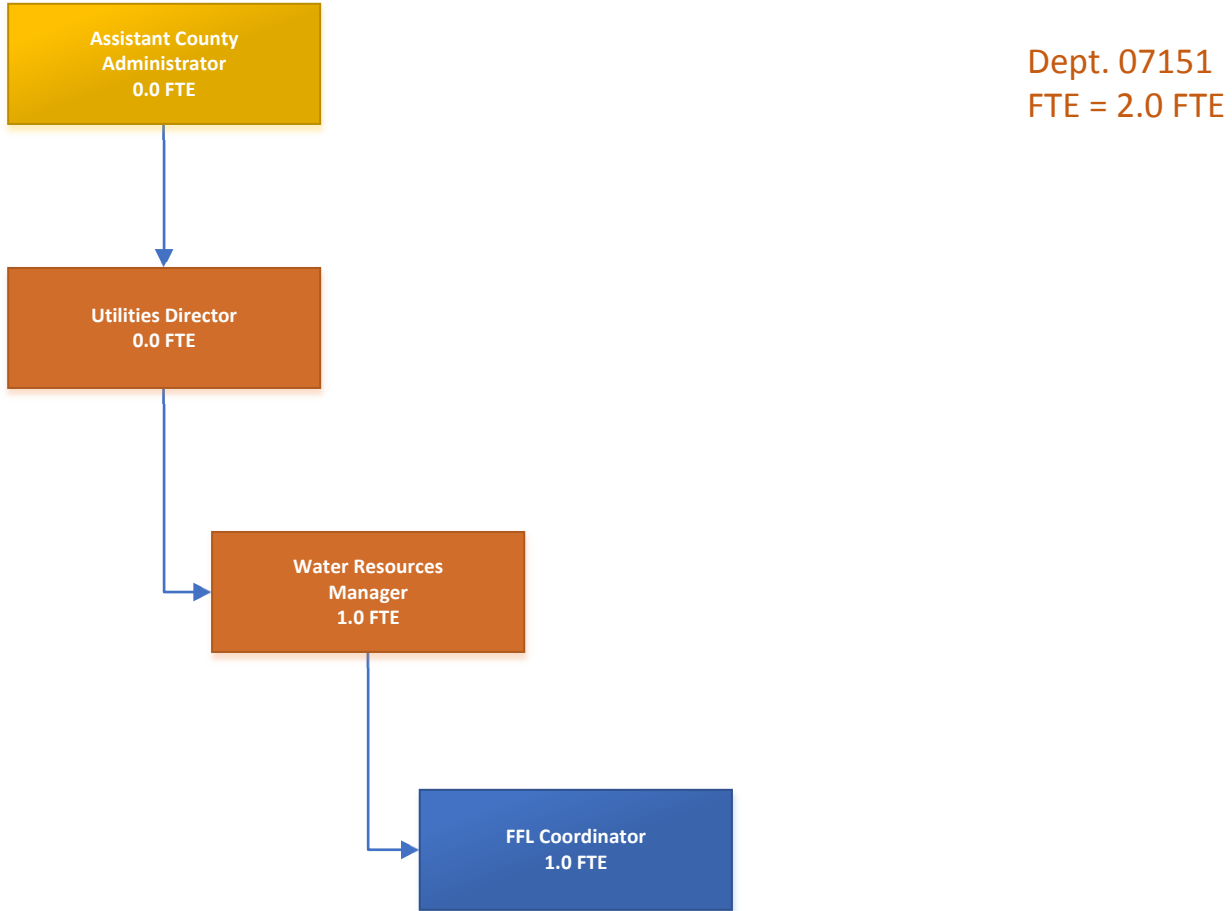 Assistant County
Administrator
0.0 FTE
Dept. 07151
FTE = 2.0 FTE
Utilities Director
0.0 FTE
Water Resources
Manager
1.0 FTE
FFL Coordinator
1.0 FTE